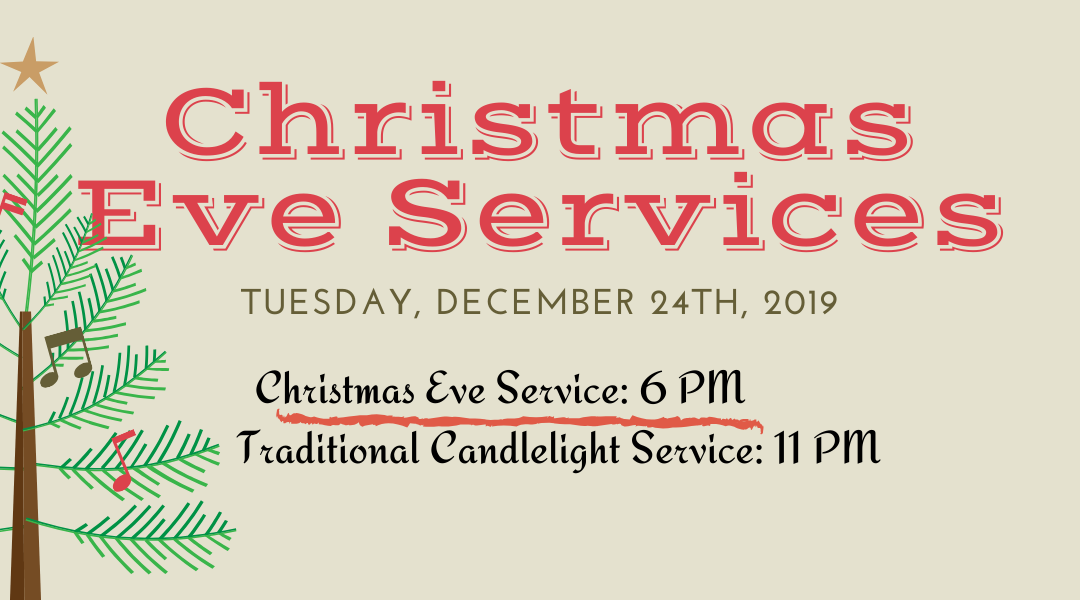 Christmas
Eve Services
TUESDAY, DECEMBER 24TH, 2019
Christmas Eve Service: 6 PM
Traditional Candlelight Service: 11 PM